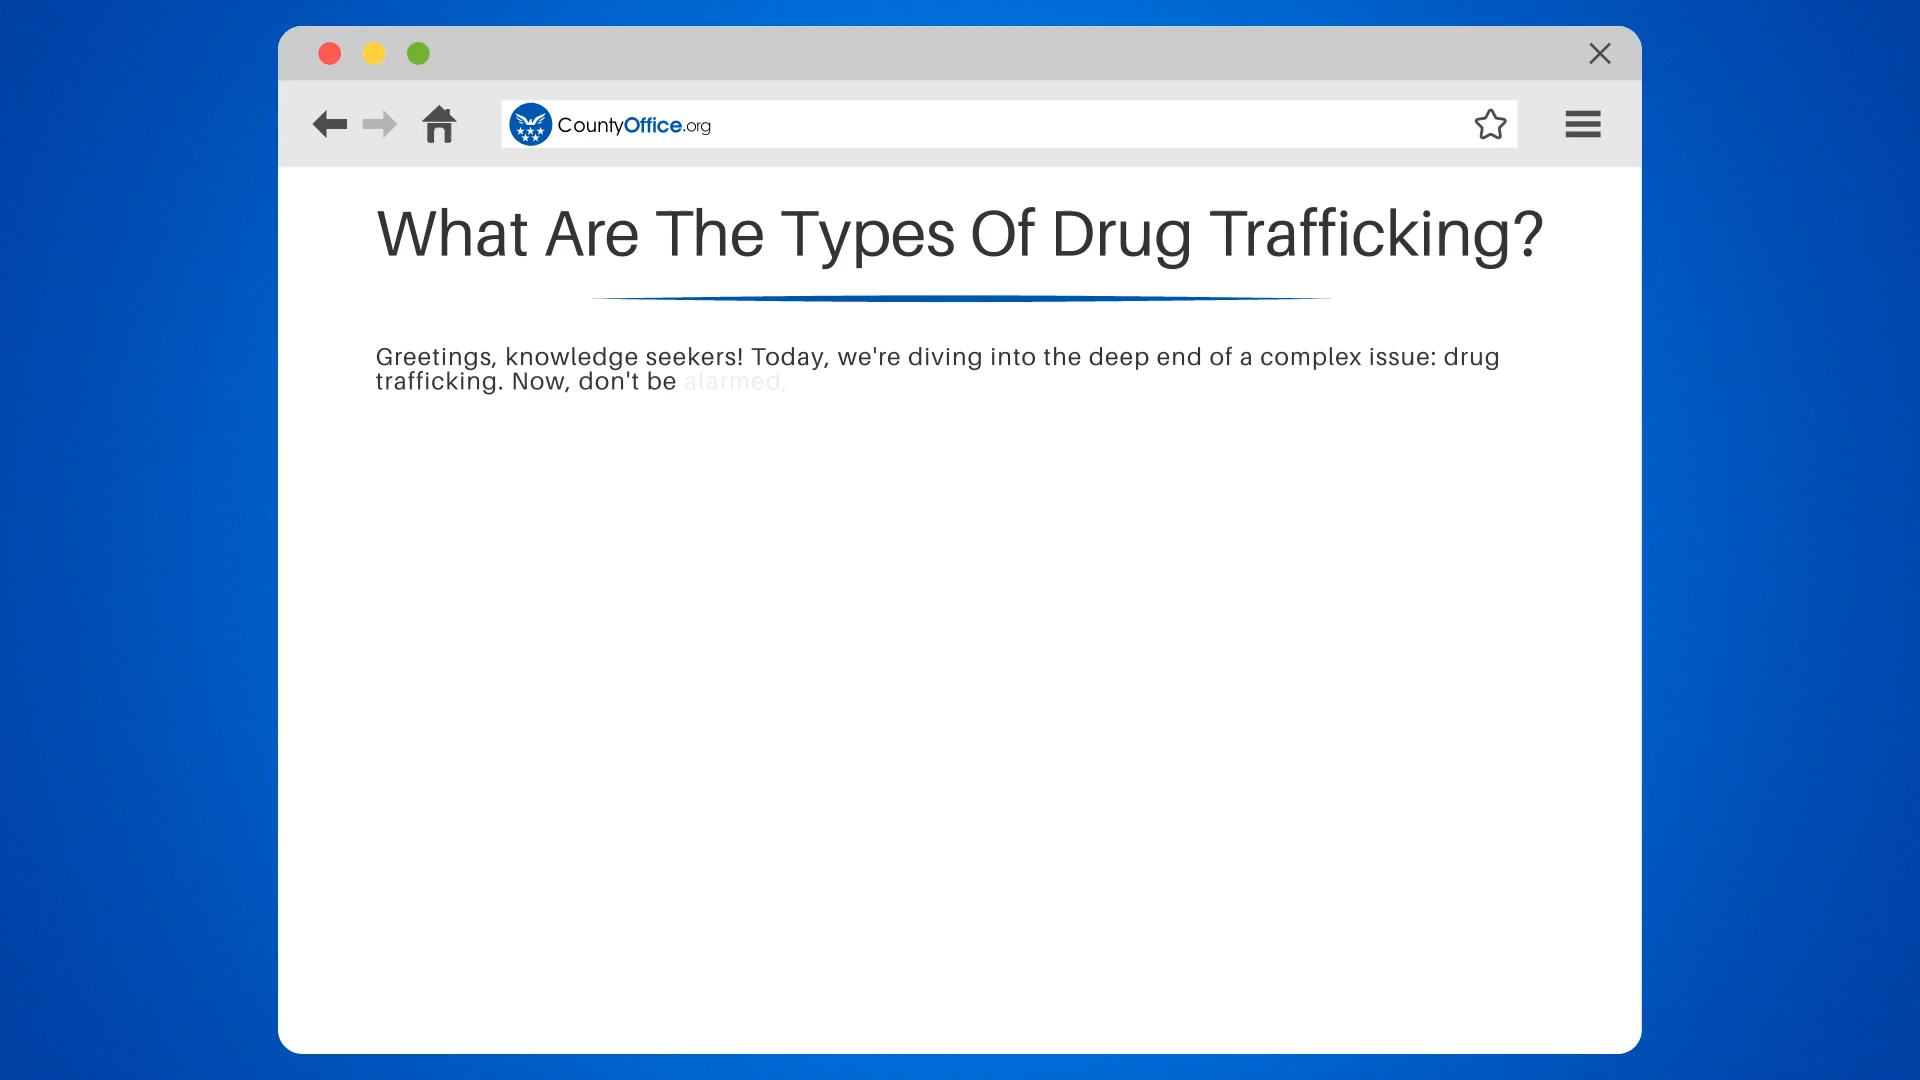 CountyOffice.org
What Are The Types Of Drug Trafficking?
Greetings, knowledge seekers! Today, we're diving into the deep end of a complex issue: drug
trafficking. Now, don't be alarmed,